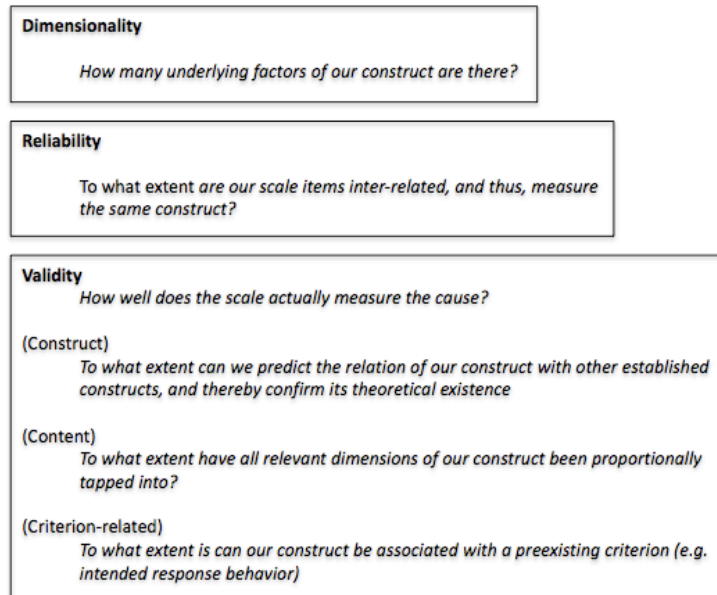 Dimensionality
How many underlying factors of our construct are there?
Reliability
To what extent are our scale items inter-related, and thus, measure
the same construct?
Validity
How well does the scale actually measure the cause?
(Construct)
To what extent can we predict the relation of our construct with other established
constructs, and thereby confirm its theoretical existence
(Content)
To what extent have all relevant dimensions of our construct been proportionally
tapped into?
(Criterion-related)
To what extent is can our construct be associated with a preexisting criterion (e.g.
intended response behavior)